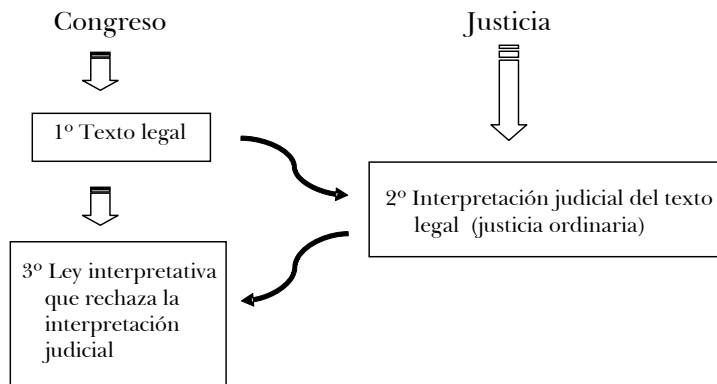 Congreso
Justicia
1º Texto legal
2º Interpretación judicial del texto
legal (justicia ordinaria)
3º Ley interpretativa
que rechaza la
interpretación
judicial